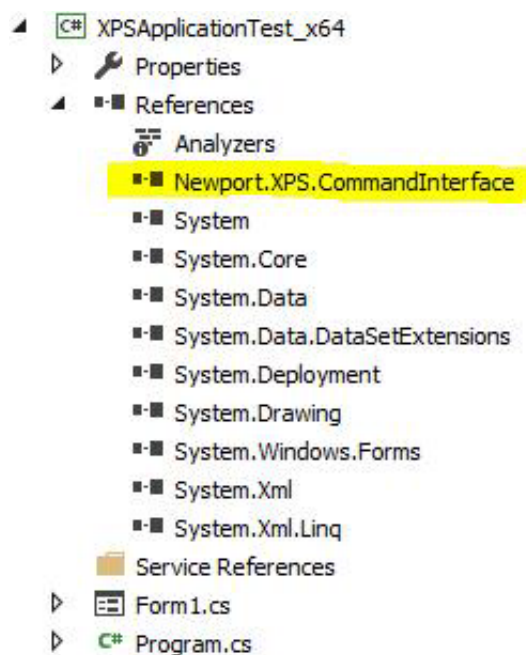 C# XPSApplicationTest_x64
Properties
References
Analyzers
Newport.XPS.CommandInterface
System
System.Core
System.Data
System.Data.DataSetExtensions
System.Deployment
System.Drawing
System.Windows.Forms
System.Xml
System.Xml.Linq
Service References
Form1.cs
C# Program.cs